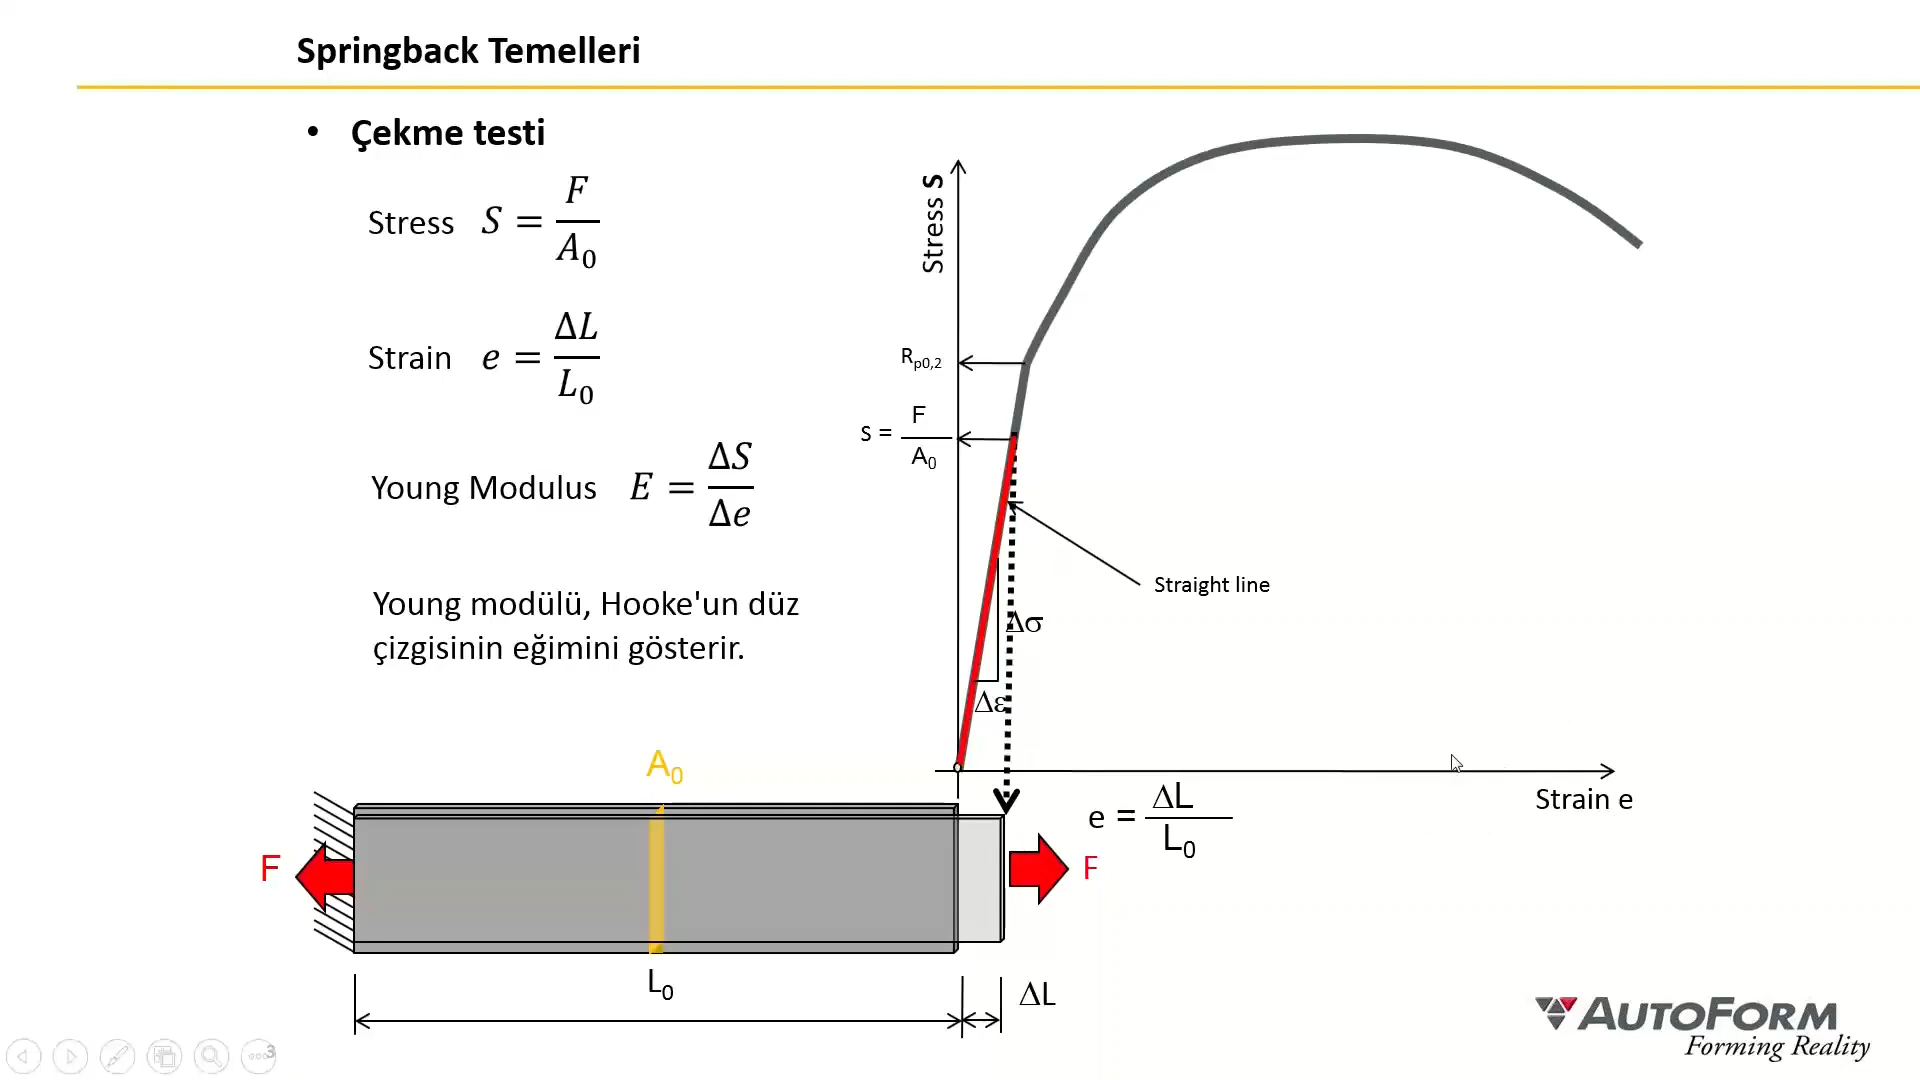 Springback Temelleri
• Çekme testi
Stress S = F / A0
Strain e = ΔL / L0
Young Modulus E = ΔS / Δe
Young modülü, Hooke'un düz
çizgisinin eğimini gösterir.
Stress S
Rp0,2
S = F / A0
Straight line
Δσ
Δε
Strain e
e = ΔL / L0
A0
F
F
L0
ΔL
AUTOFORM
Forming Reality
3